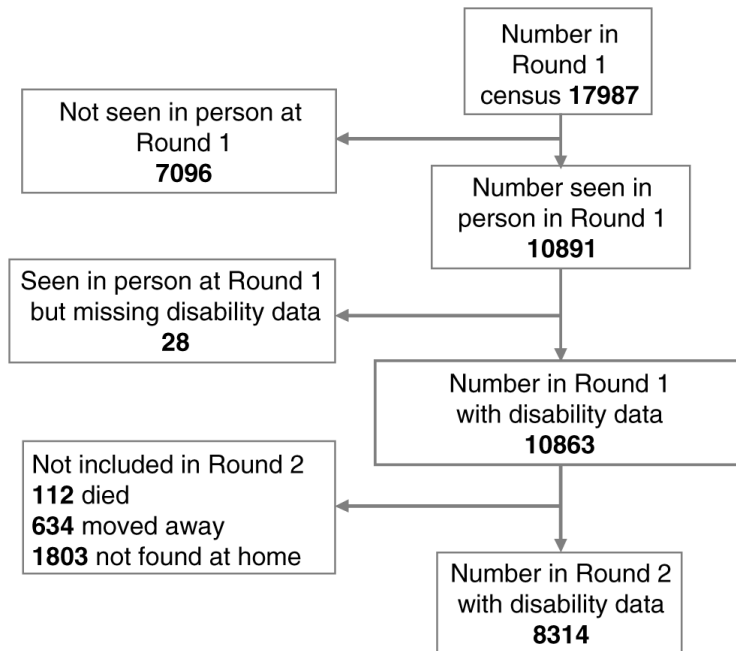 Number in
Round 1
census 17987
Not seen in person at
Round 1
7096
Number seen in
person in Round 1
10891
Seen in person at Round 1
but missing disability data
28
Number in Round 1
with disability data
10863
Not included in Round 2
112 died
634 moved away
1803 not found at home
Number in Round 2
with disability data
8314